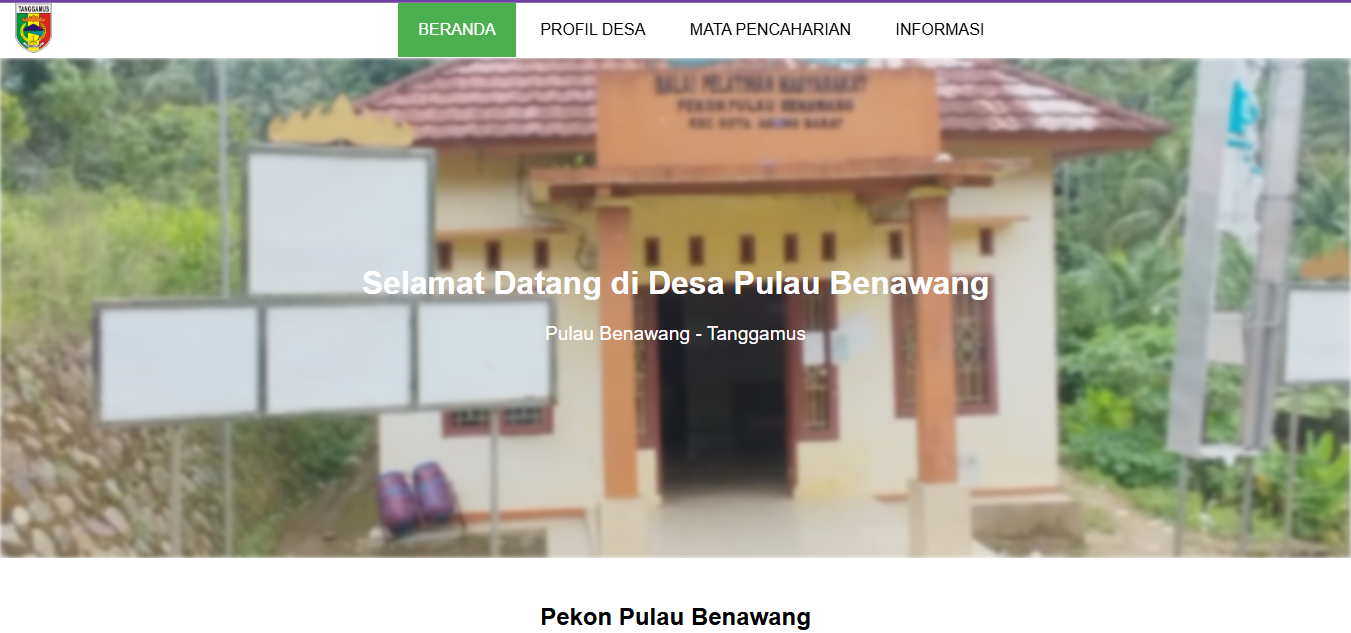 TANGGAMUS
BERANDA PROFIL DESA MATA PENCAHARIAN INFORMASI
BALAI PELATIHAN MASYARAKAT
PEKON PULAU BENAWANG
KEC KOTA AGUNG BARAT
Selamat Datang di Desa Pulau Benawang
Pulau Benawang - Tanggamus
Pekon Pulau Benawang